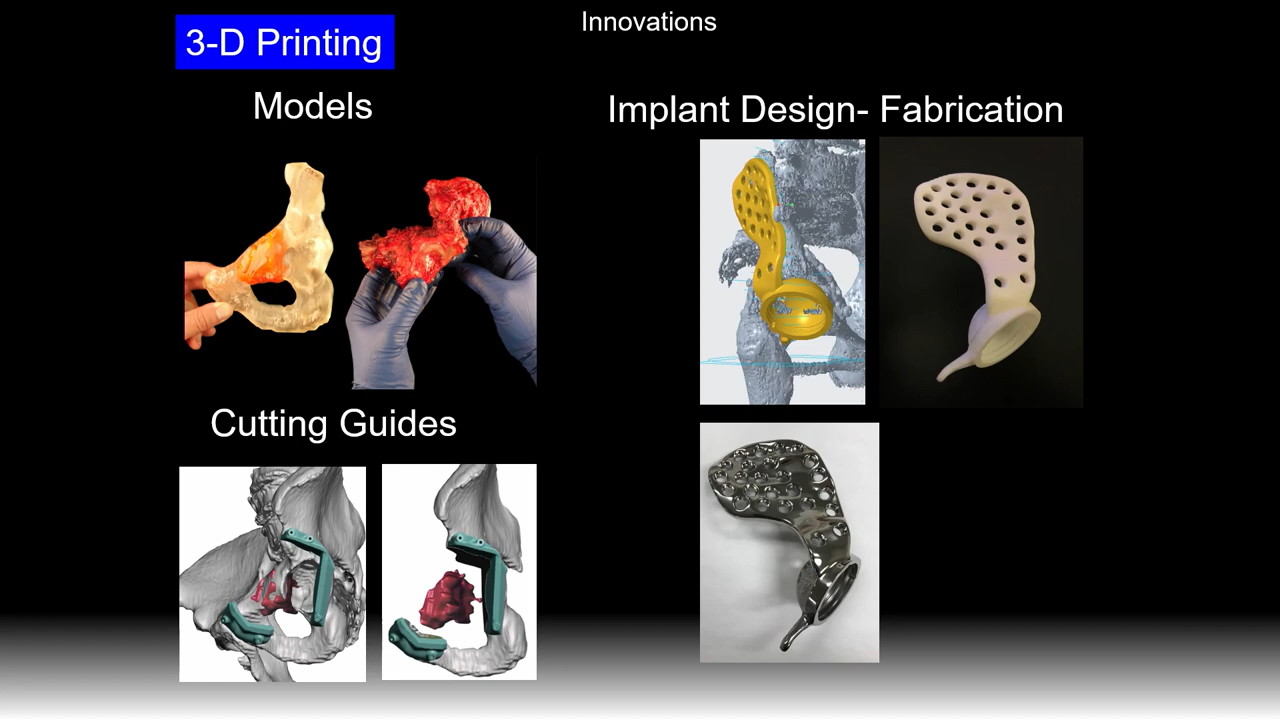 Innovations
3-D Printing
Models
Implant Design- Fabrication
Cutting Guides